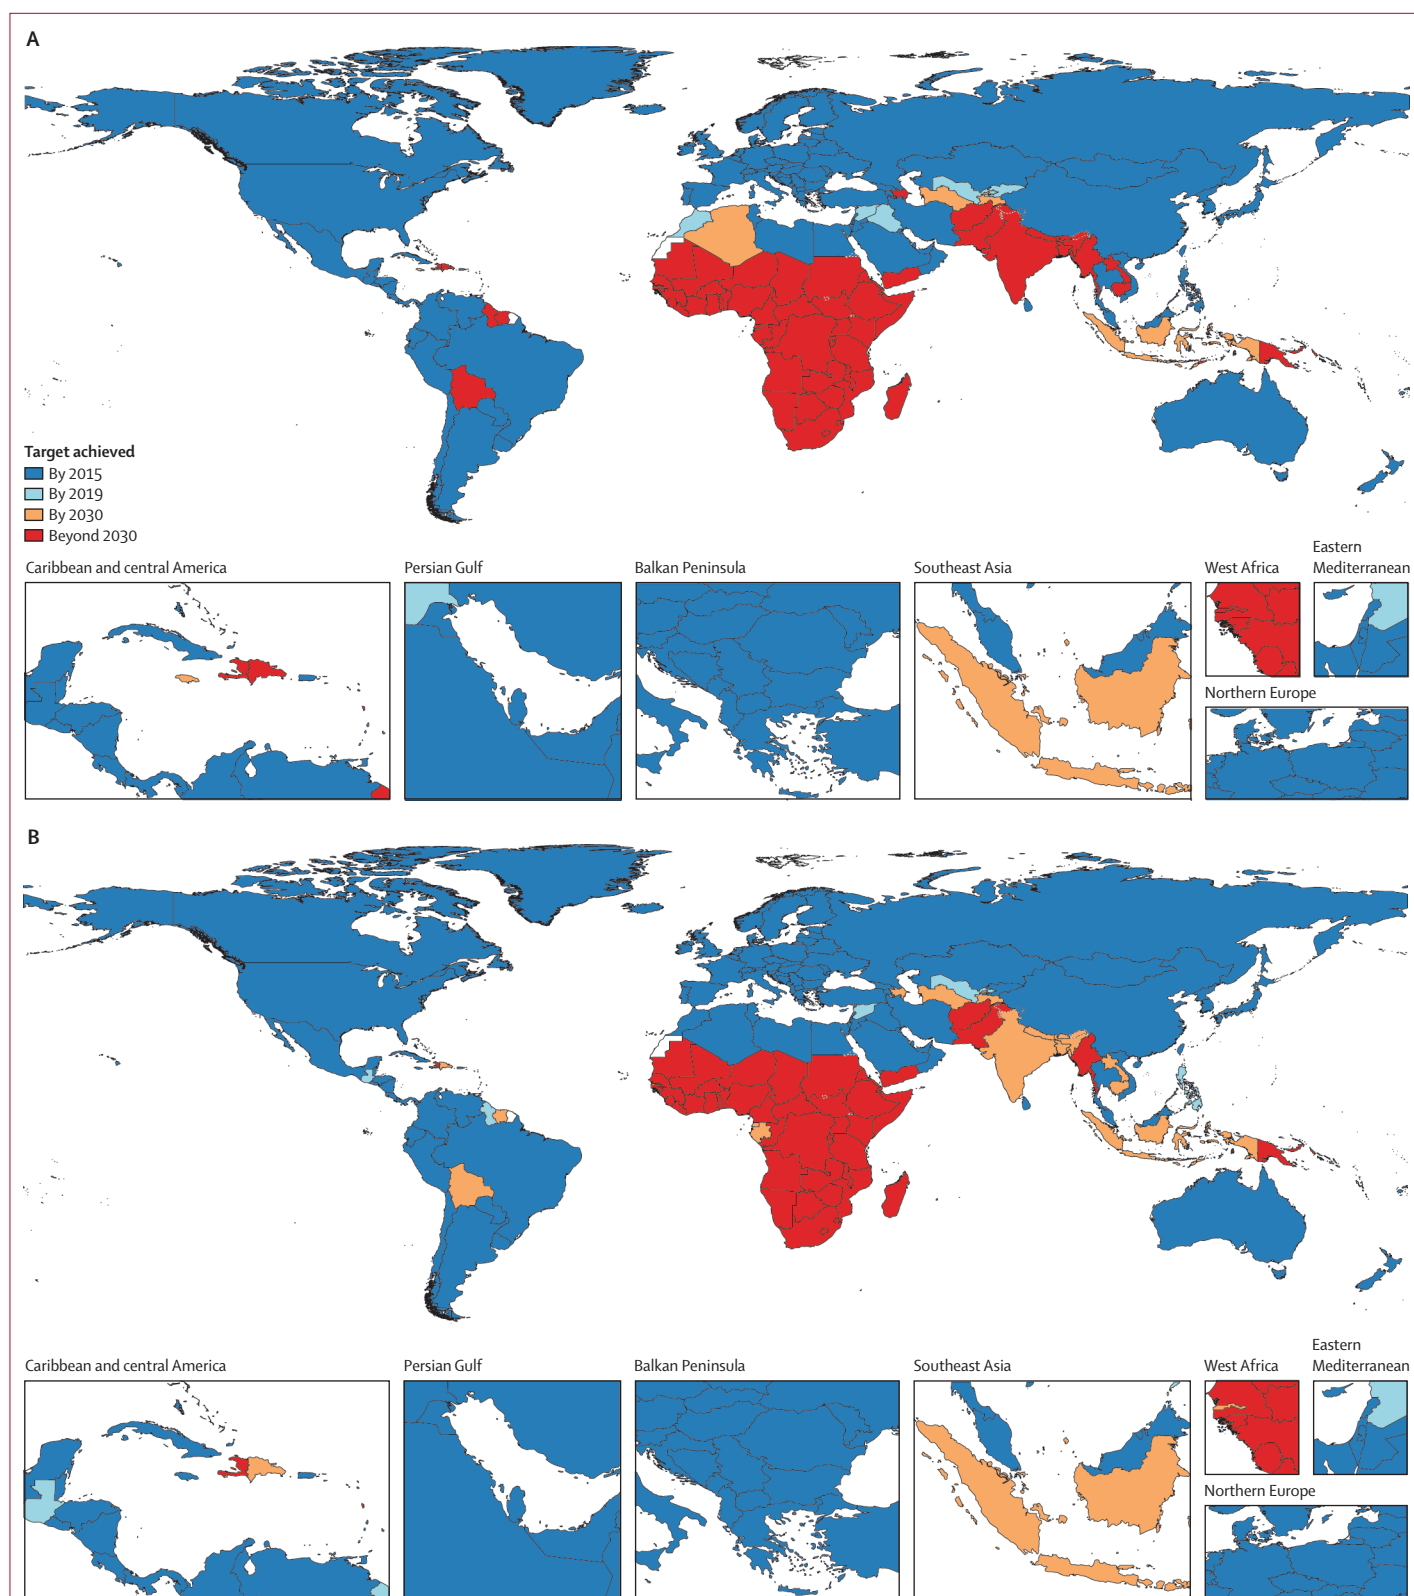 A
Target achieved
By 2015
By 2019
By 2030
Beyond 2030
Caribbean and central America
Persian Gulf
Balkan Peninsula
Southeast Asia
West Africa
Eastern
Mediterranean
Northern Europe
B
Caribbean and central America
Persian Gulf
Balkan Peninsula
Southeast Asia
West Africa
Eastern
Mediterranean
Northern Europe